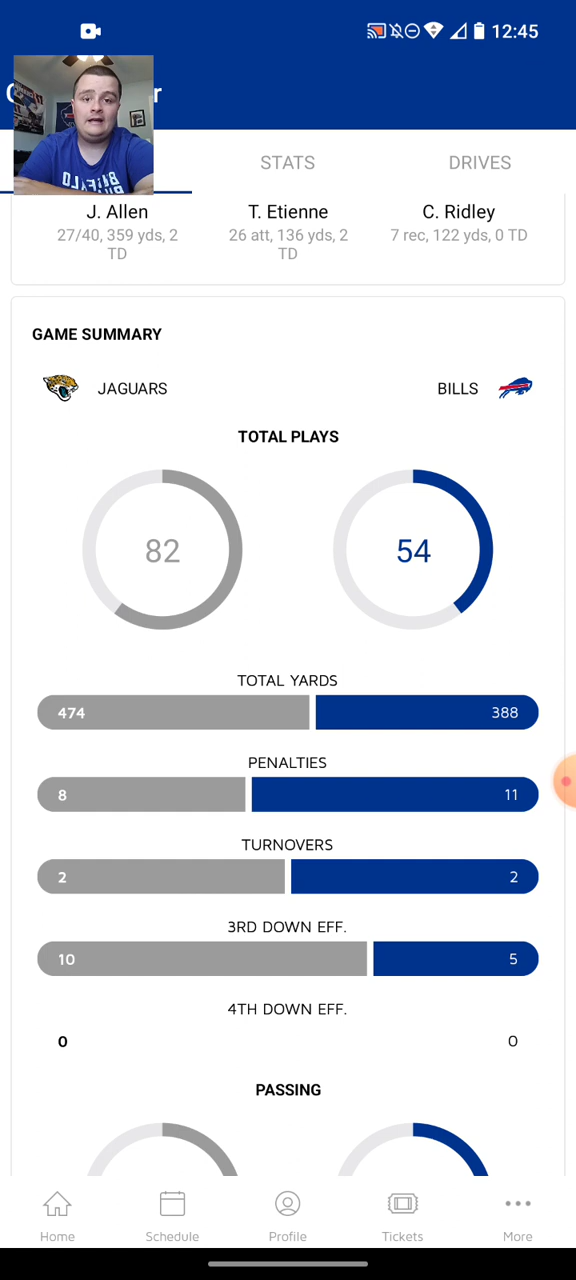 12:45
r
STATS
DRIVES
J. Allen
T. Etienne
C. Ridley
27/40, 359 yds, 2
TD
26 att, 136 yds, 2
TD
7 rec, 122 yds, 0 TD
GAME SUMMARY
JAGUARS
BILLS
TOTAL PLAYS
82
54
TOTAL YARDS
474
388
PENALTIES
8
11
TURNOVERS
2
2
3RD DOWN EFF.
10
5
4TH DOWN EFF.
0
0
PASSING
Home
Schedule
Profile
Tickets
More